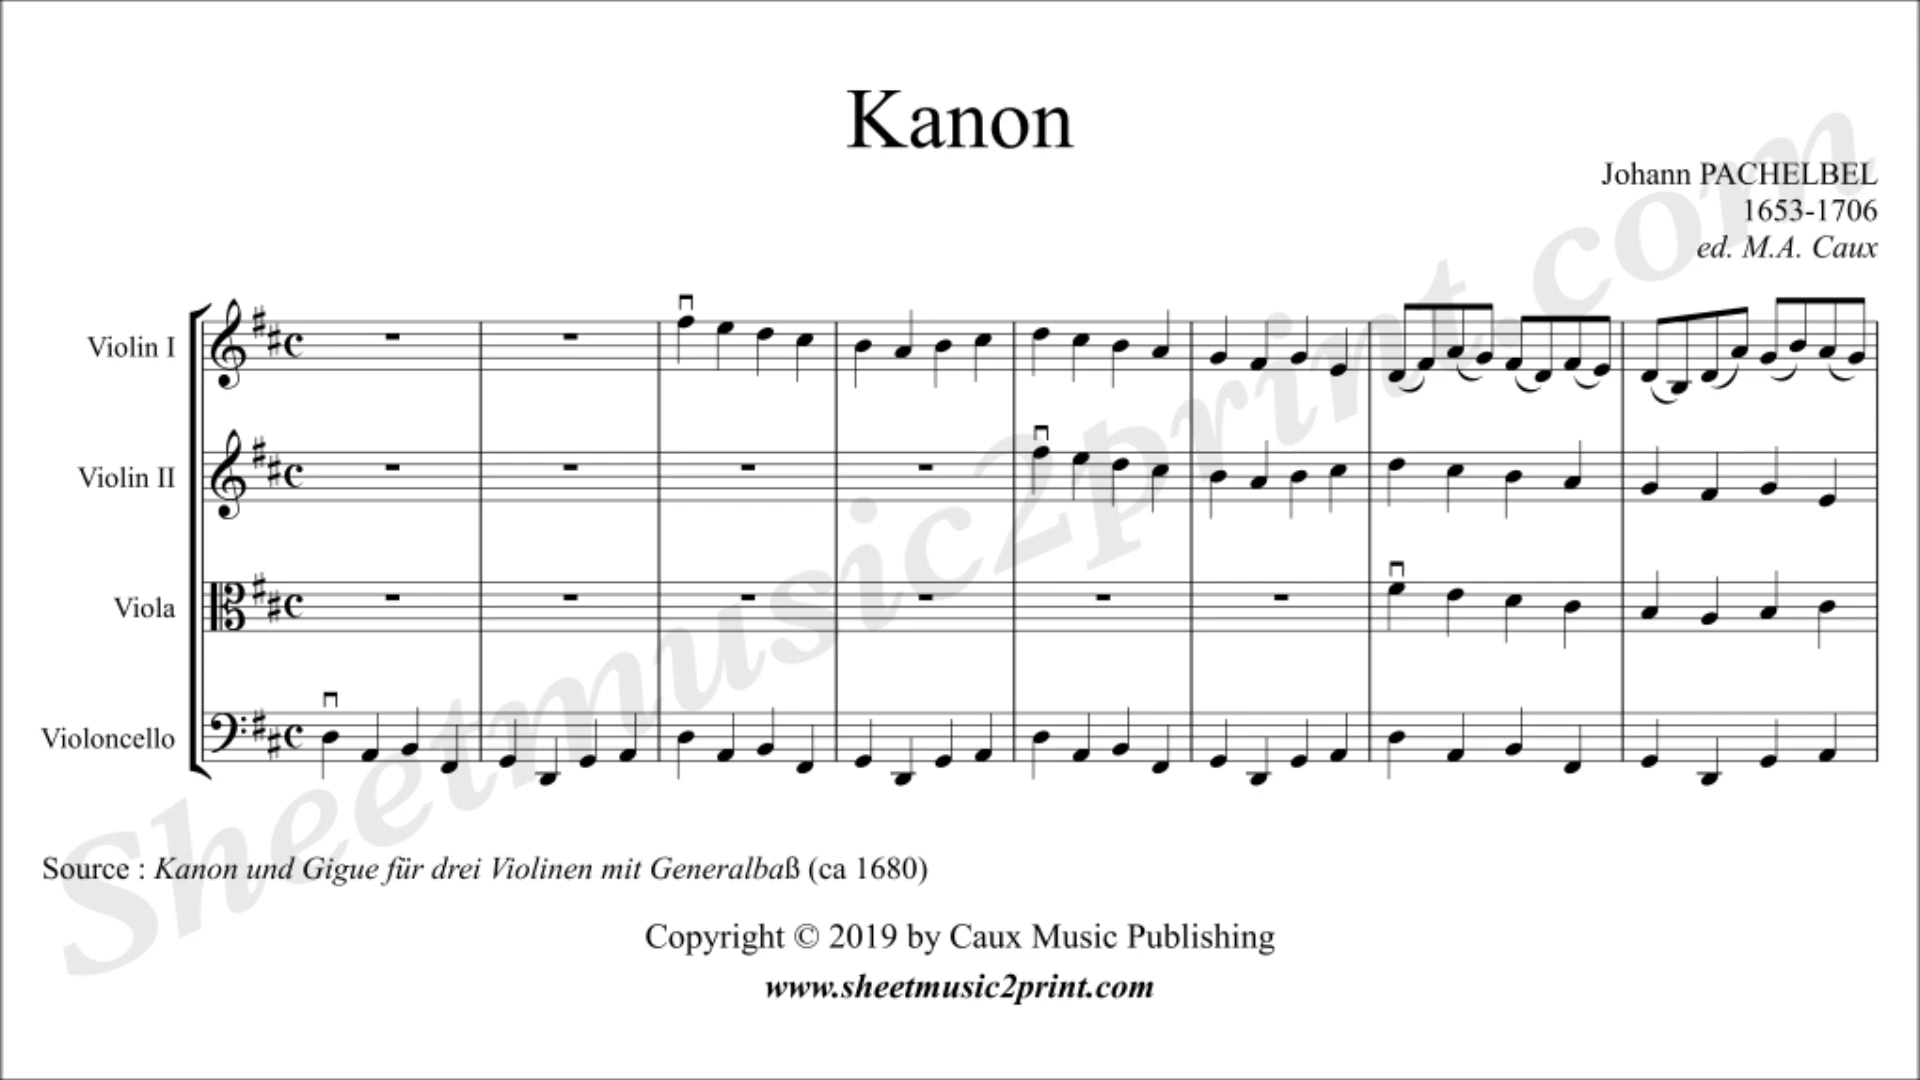 Kanon
Johann PACHELBEL
1653-1706
ed. M.A. Caux
Violin I
Violin II
Viola
Violoncello
Source : Kanon und Gigue für drei Violinen mit Generalbaß (ca 1680)
Copyright © 2019 by Caux Music Publishing
www.sheetmusic2print.com
Sheetmusic2print.com